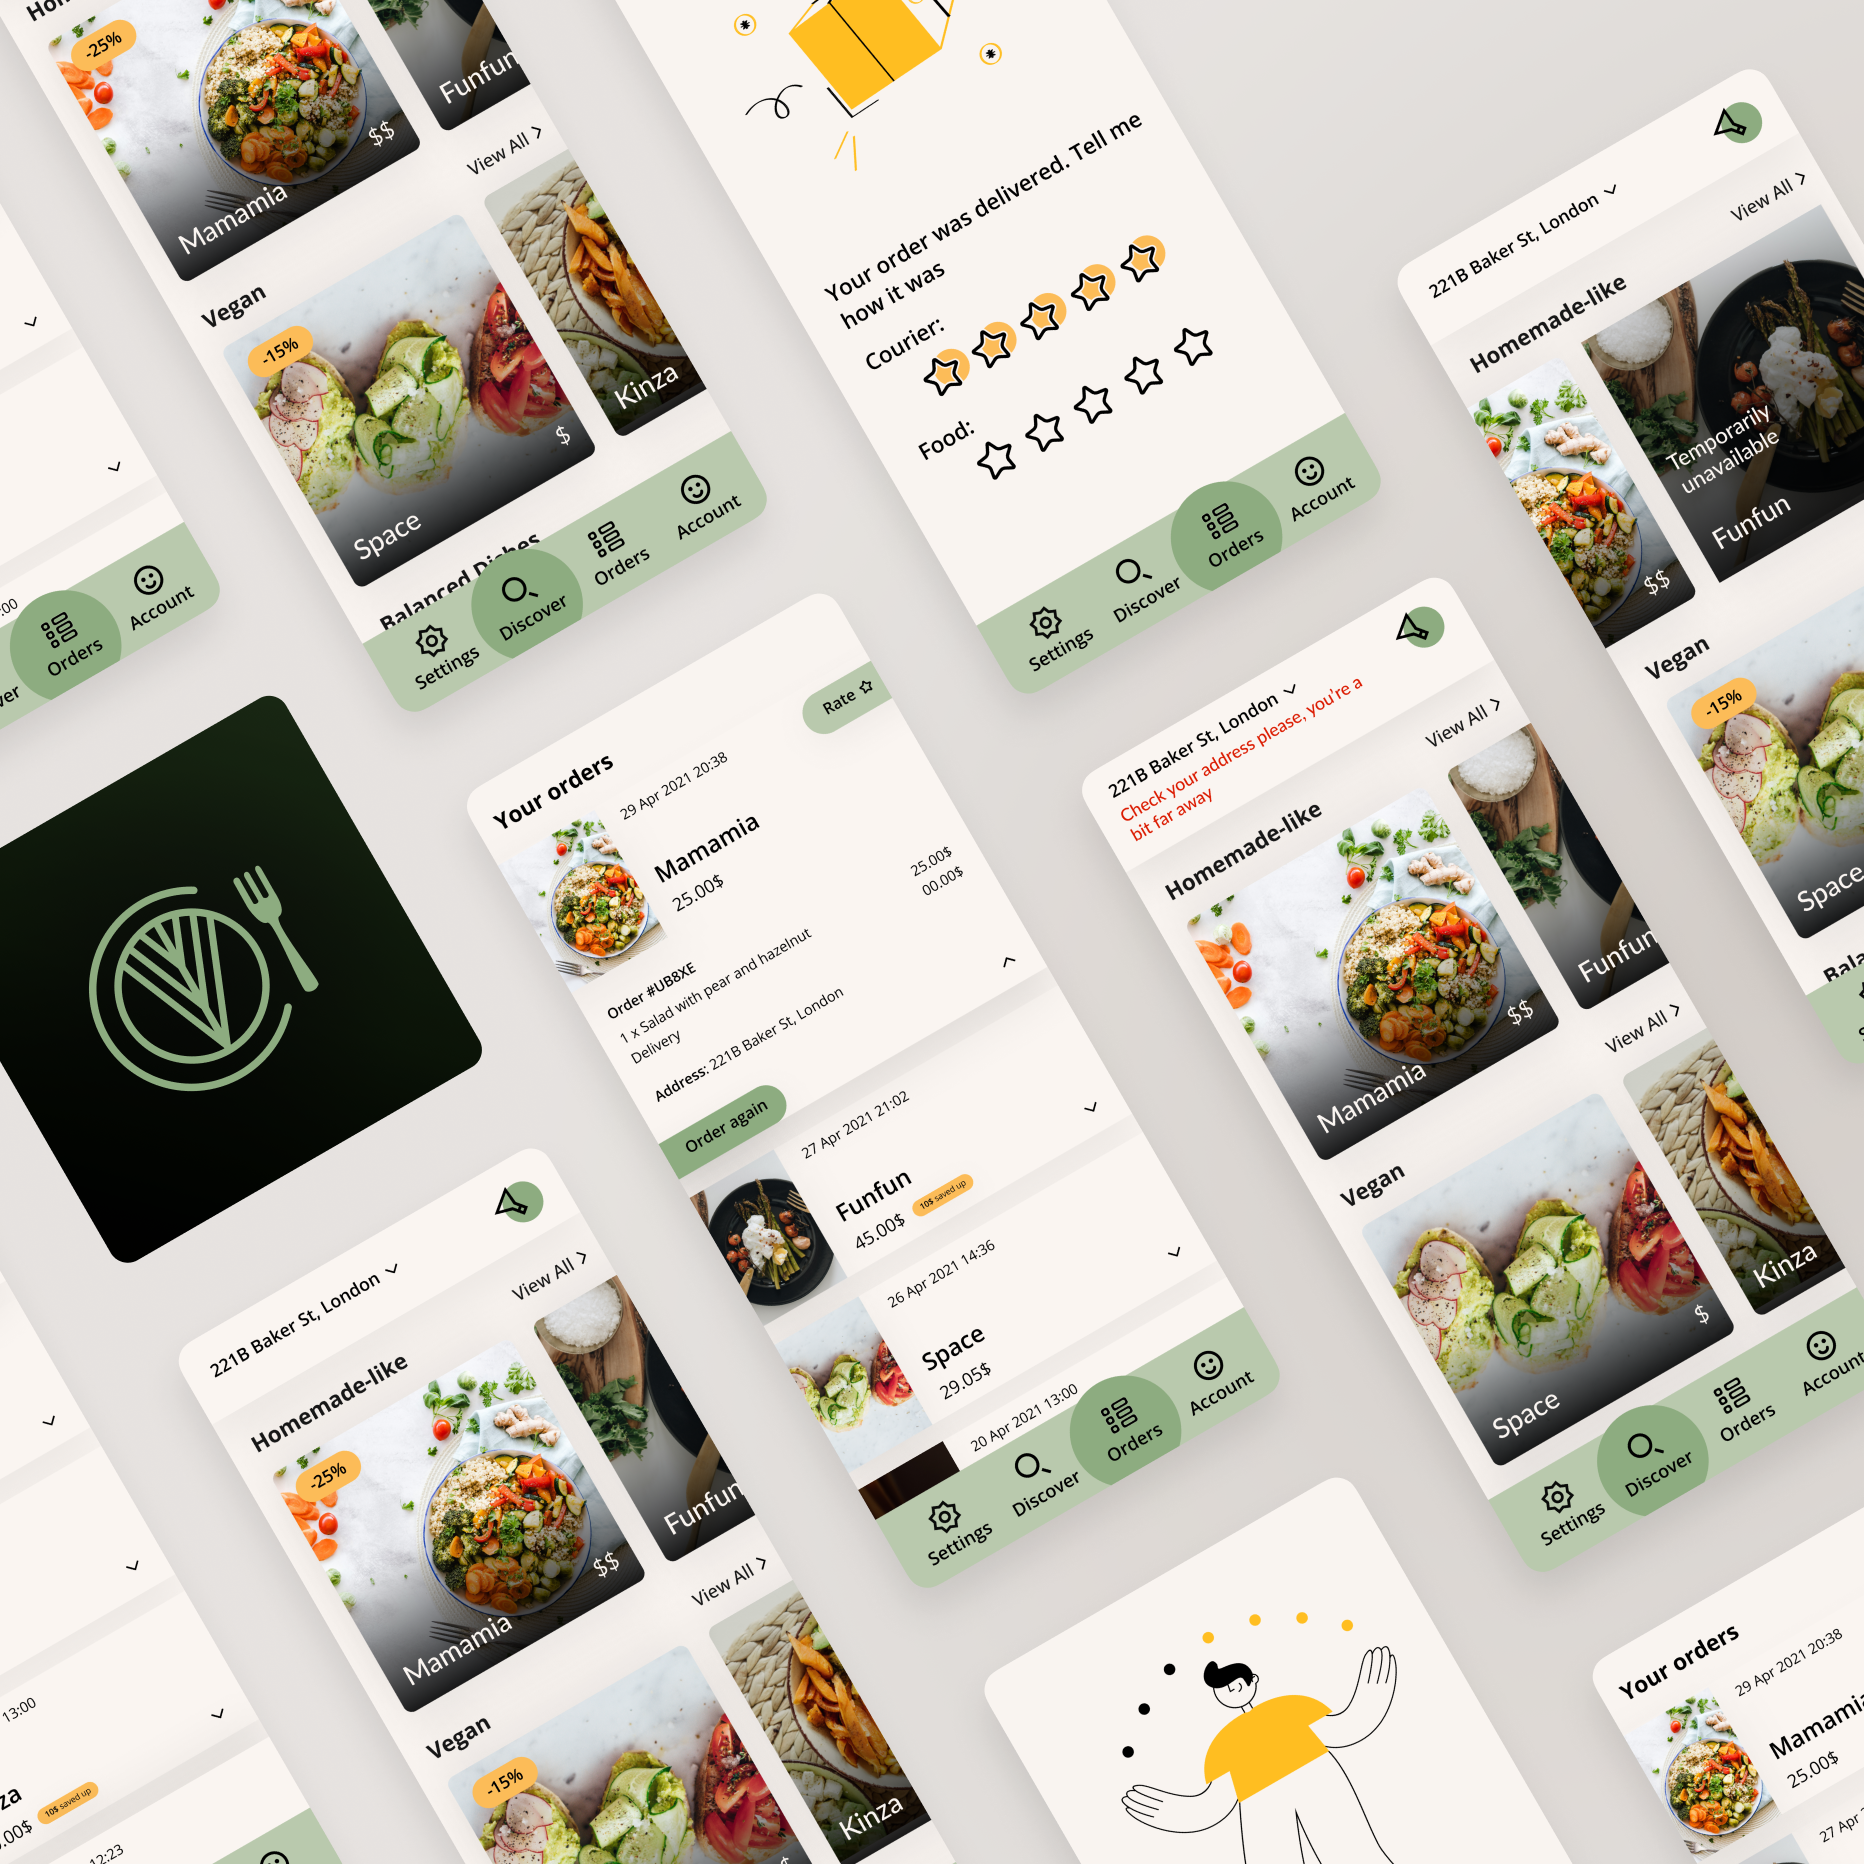 -25%
Mamamia
$$
Funfun
View All
Vegan
-15%
Space
$
Kinza
Balanced Dishes
Settings
Discover
Orders
Account
:00
Orders
Account
Your order was delivered. Tell me
how it was
Courier:
Food:
Settings
Discover
Orders
Account
221B Baker St, London
View All
Homemade-like
$$
Temporarily
unavailable
Funfun
Vegan
-15%
Space
Your orders
Rate
29 Apr 2021 20:38
Mamamia
25.00$
25.00$
00.00$
Order #UB8XE
1 x Salad with pear and hazelnut
Delivery
Address: 221B Baker St, London
Order again
27 Apr 2021 21:02
Funfun
45.00$
10$ saved up
26 Apr 2021 14:36
Space
29.05$
20 Apr 2021 13:00
Settings
Discover
Orders
Account
221B Baker St, London
Check your address please, you're a
bit far away
Homemade-like
View All
Mamamia
$$
Funfun
Vegan
View All
Space
$
Kinza
Settings
Discover
Orders
Account
221B Baker St, London
Homemade-like
View All
-25%
Mamamia
$$
Funfun
Vegan
View All
-15%
Kinza
13:00
za
.00$
10$ saved up
12:23
Your orders
29 Apr 2021 20:38
Mamamia
25.00$
27 Apr